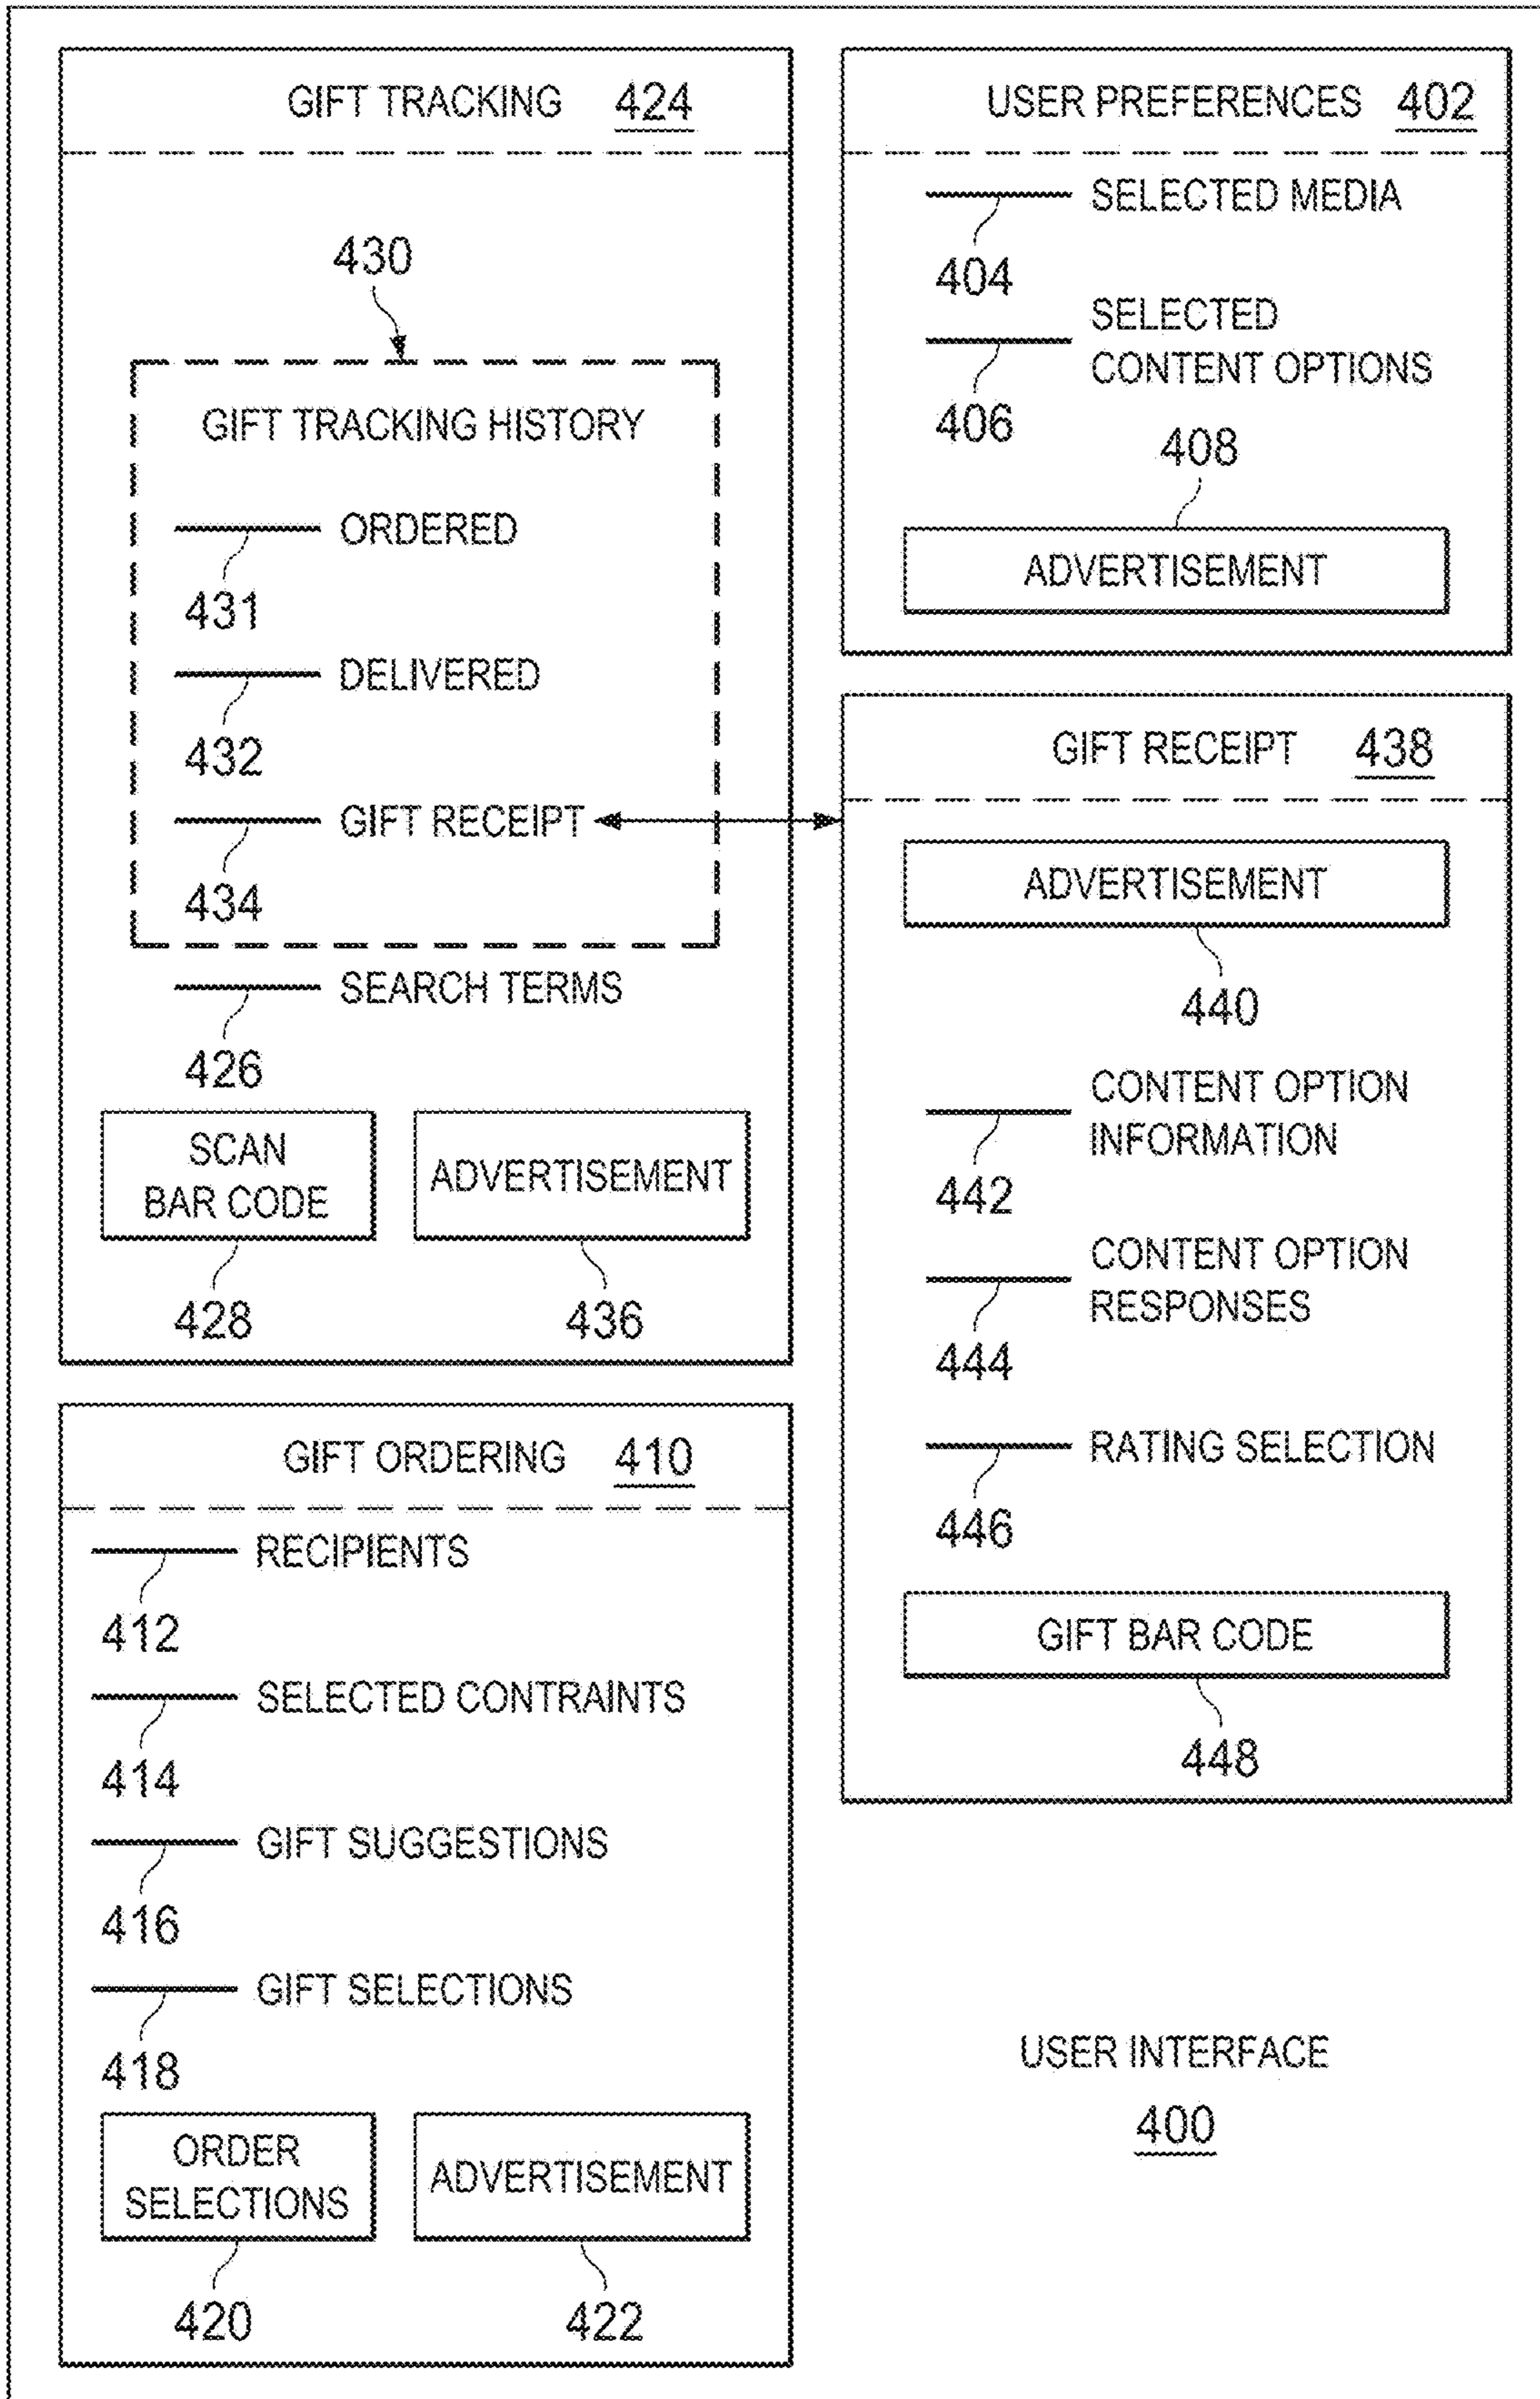 GIFT TRACKING 424
430
GIFT TRACKING HISTORY
ORDERED
431
DELIVERED
432
GIFT RECEIPT
434
SEARCH TERMS
426
SCAN
BAR CODE
428
ADVERTISEMENT
436
GIFT ORDERING 410
RECIPIENTS
412
SELECTED CONTRAINTS
414
GIFT SUGGESTIONS
416
GIFT SELECTIONS
418
ORDER
SELECTIONS
420
ADVERTISEMENT
422
USER PREFERENCES 402
SELECTED MEDIA
404
SELECTED
CONTENT OPTIONS
406
408
ADVERTISEMENT
GIFT RECEIPT 438
ADVERTISEMENT
440
CONTENT OPTION
INFORMATION
442
CONTENT OPTION
RESPONSES
444
RATING SELECTION
446
GIFT BAR CODE
448
USER INTERFACE
400